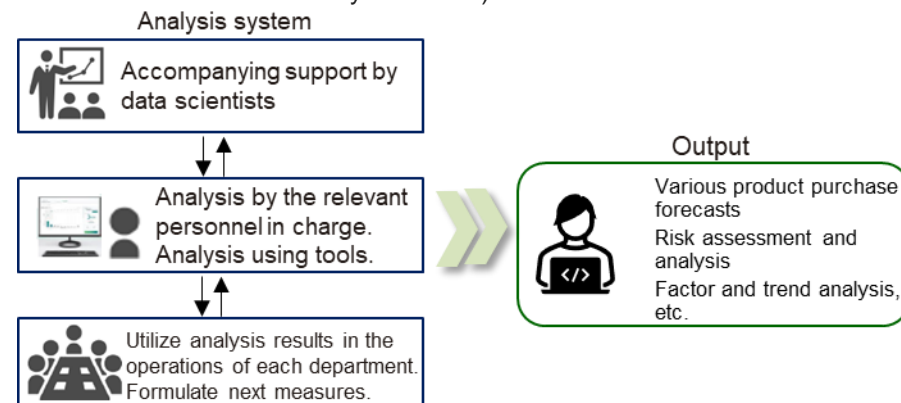 Analysis system
Accompanying support by
data scientists
Analysis by the relevant
personnel in charge.
Analysis using tools.
Utilize analysis results in the
operations of each department.
Formulate next measures.
Output
Various product purchase
forecasts
Risk assessment and
analysis
Factor and trend analysis,
etc.